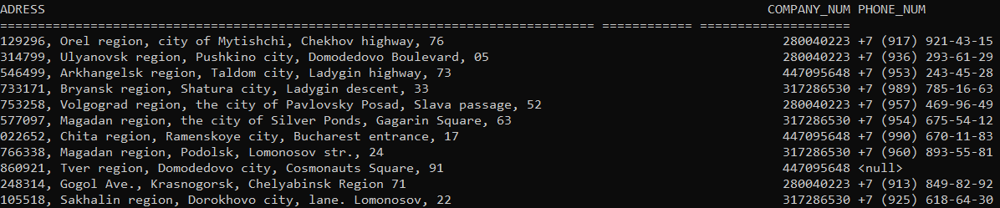 ADRESS COMPANY_NUM PHONE_NUM
=============================================================================== ============ ====================
129296, Orel region, city of Mytishchi, Chekhov highway, 76 280040223 +7 (917) 921-43-15
314799, Ulyanovsk region, Pushkino city, Domodedovo Boulevard, 05 280040223 +7 (936) 293-61-29
546499, Arkhangelsk region, Taldom city, Ladygin highway, 73 447095648 +7 (953) 243-45-28
733171, Bryansk region, Shatura city, Ladygin descent, 33 317286530 +7 (989) 785-16-63
753258, Volgograd region, the city of Pavlovsky Posad, Slava passage, 52 280040223 +7 (957) 469-96-49
577097, Magadan region, the city of Silver Ponds, Gagarin Square, 63 317286530 +7 (954) 675-54-12
022652, Chita region, Ramenskoye city, Bucharest entrance, 17 447095648 +7 (990) 670-11-83
766338, Magadan region, Podolsk, Lomonosov str., 24 317286530 +7 (960) 893-55-81
860921, Tver region, Domodedovo city, Cosmonauts Square, 91 447095648 <null>
248314, Gogol Ave., Krasnogorsk, Chelyabinsk Region 71 280040223 +7 (913) 849-82-92
105518, Sakhalin region, Dorokhovo city, lane. Lomonosov, 22 317286530 +7 (925) 618-64-30